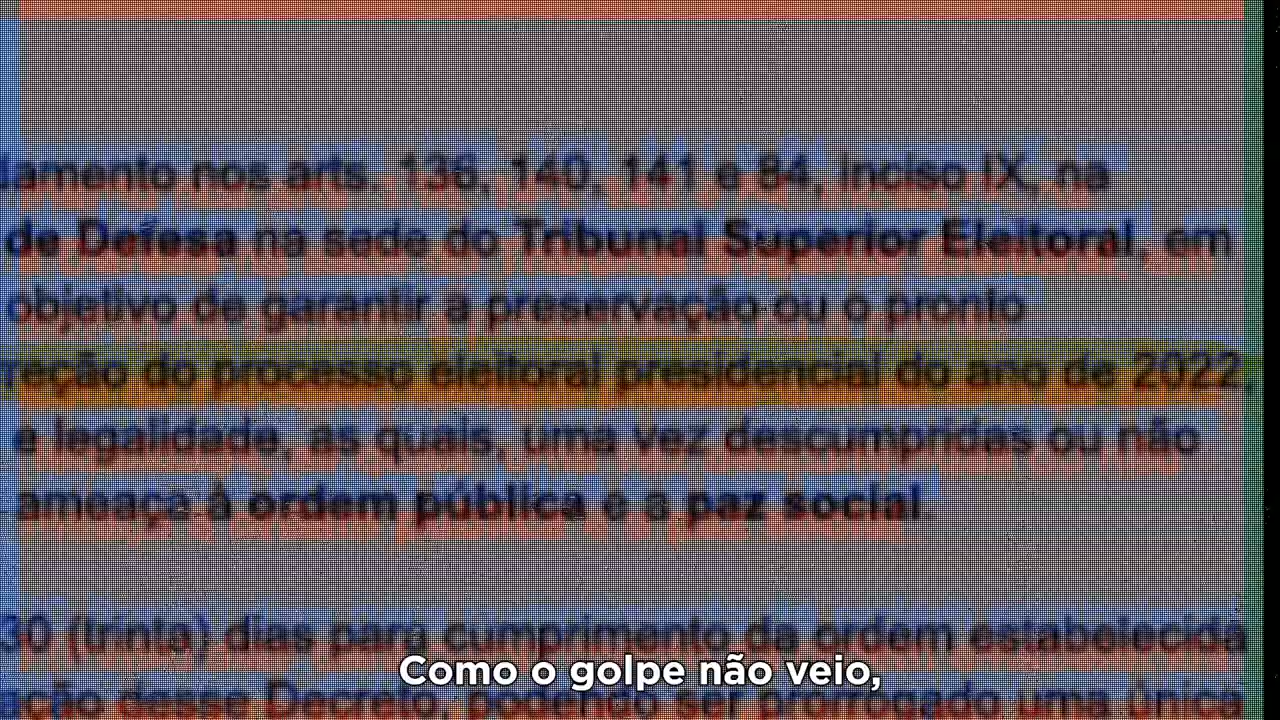 damento nos arts. 136, 140, 141 e 84, inciso IX, na
de Defesa na sede do Tribunal Superior Eleitoral, em
objetivo de garantir a preservação ou o pronto
reção do processo eleitoral presidencial do ano de 2022,
e legalidade, as quais, uma vez descumpridas ou não
ameaça à ordem pública e a paz social.
30 (trinta) dias para cumprimento da ordem estabelecida
ação desse Decreto, podendo ser prorrogado uma única
Como o golpe não veio,